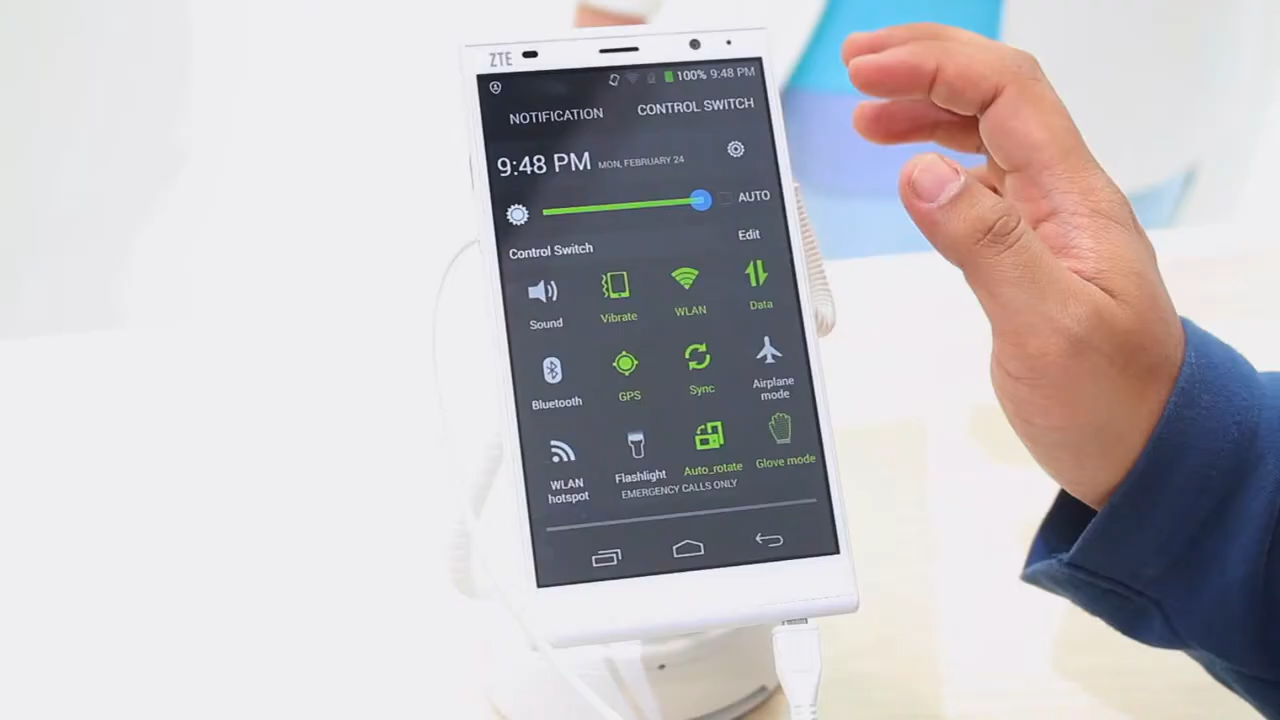 ZTE
100% 9:48 PM
NOTIFICATION CONTROL SWITCH
9:48 PM MON, FEBRUARY 24
AUTO
Control Switch Edit
Sound Vibrate WLAN Data
Bluetooth GPS Sync Airplane mode
WLAN hotspot Flashlight Auto_rotate Glove mode
EMERGENCY CALLS ONLY